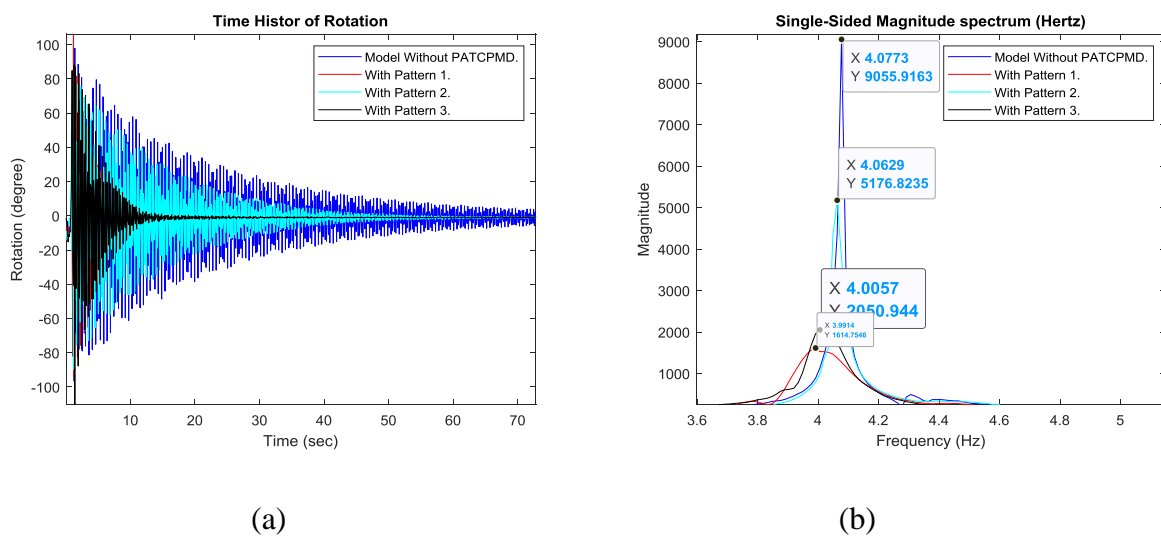 Time Histor of Rotation
100
80
60
40
20
0
-20
-40
-60
-80
-100
Rotation (degree)
10
20
30
40
50
60
70
Time (sec)
Model Without PATCPMD.
With Pattern 1.
With Pattern 2.
With Pattern 3.
(a)
Single-Sided Magnitude spectrum (Hertz)
9000
8000
7000
6000
5000
4000
3000
2000
1000
Magnitude
3.6
3.8
4
4.2
4.4
4.6
4.8
5
Frequency (Hz)
Model Without PATCPMD.
With Pattern 1.
With Pattern 2.
With Pattern 3.
X 4.0773
Y 9055.9163
X 4.0629
Y 5176.8235
X 4.0057
Y 2050.944
X 3.9914
Y 1614.7546
(b)